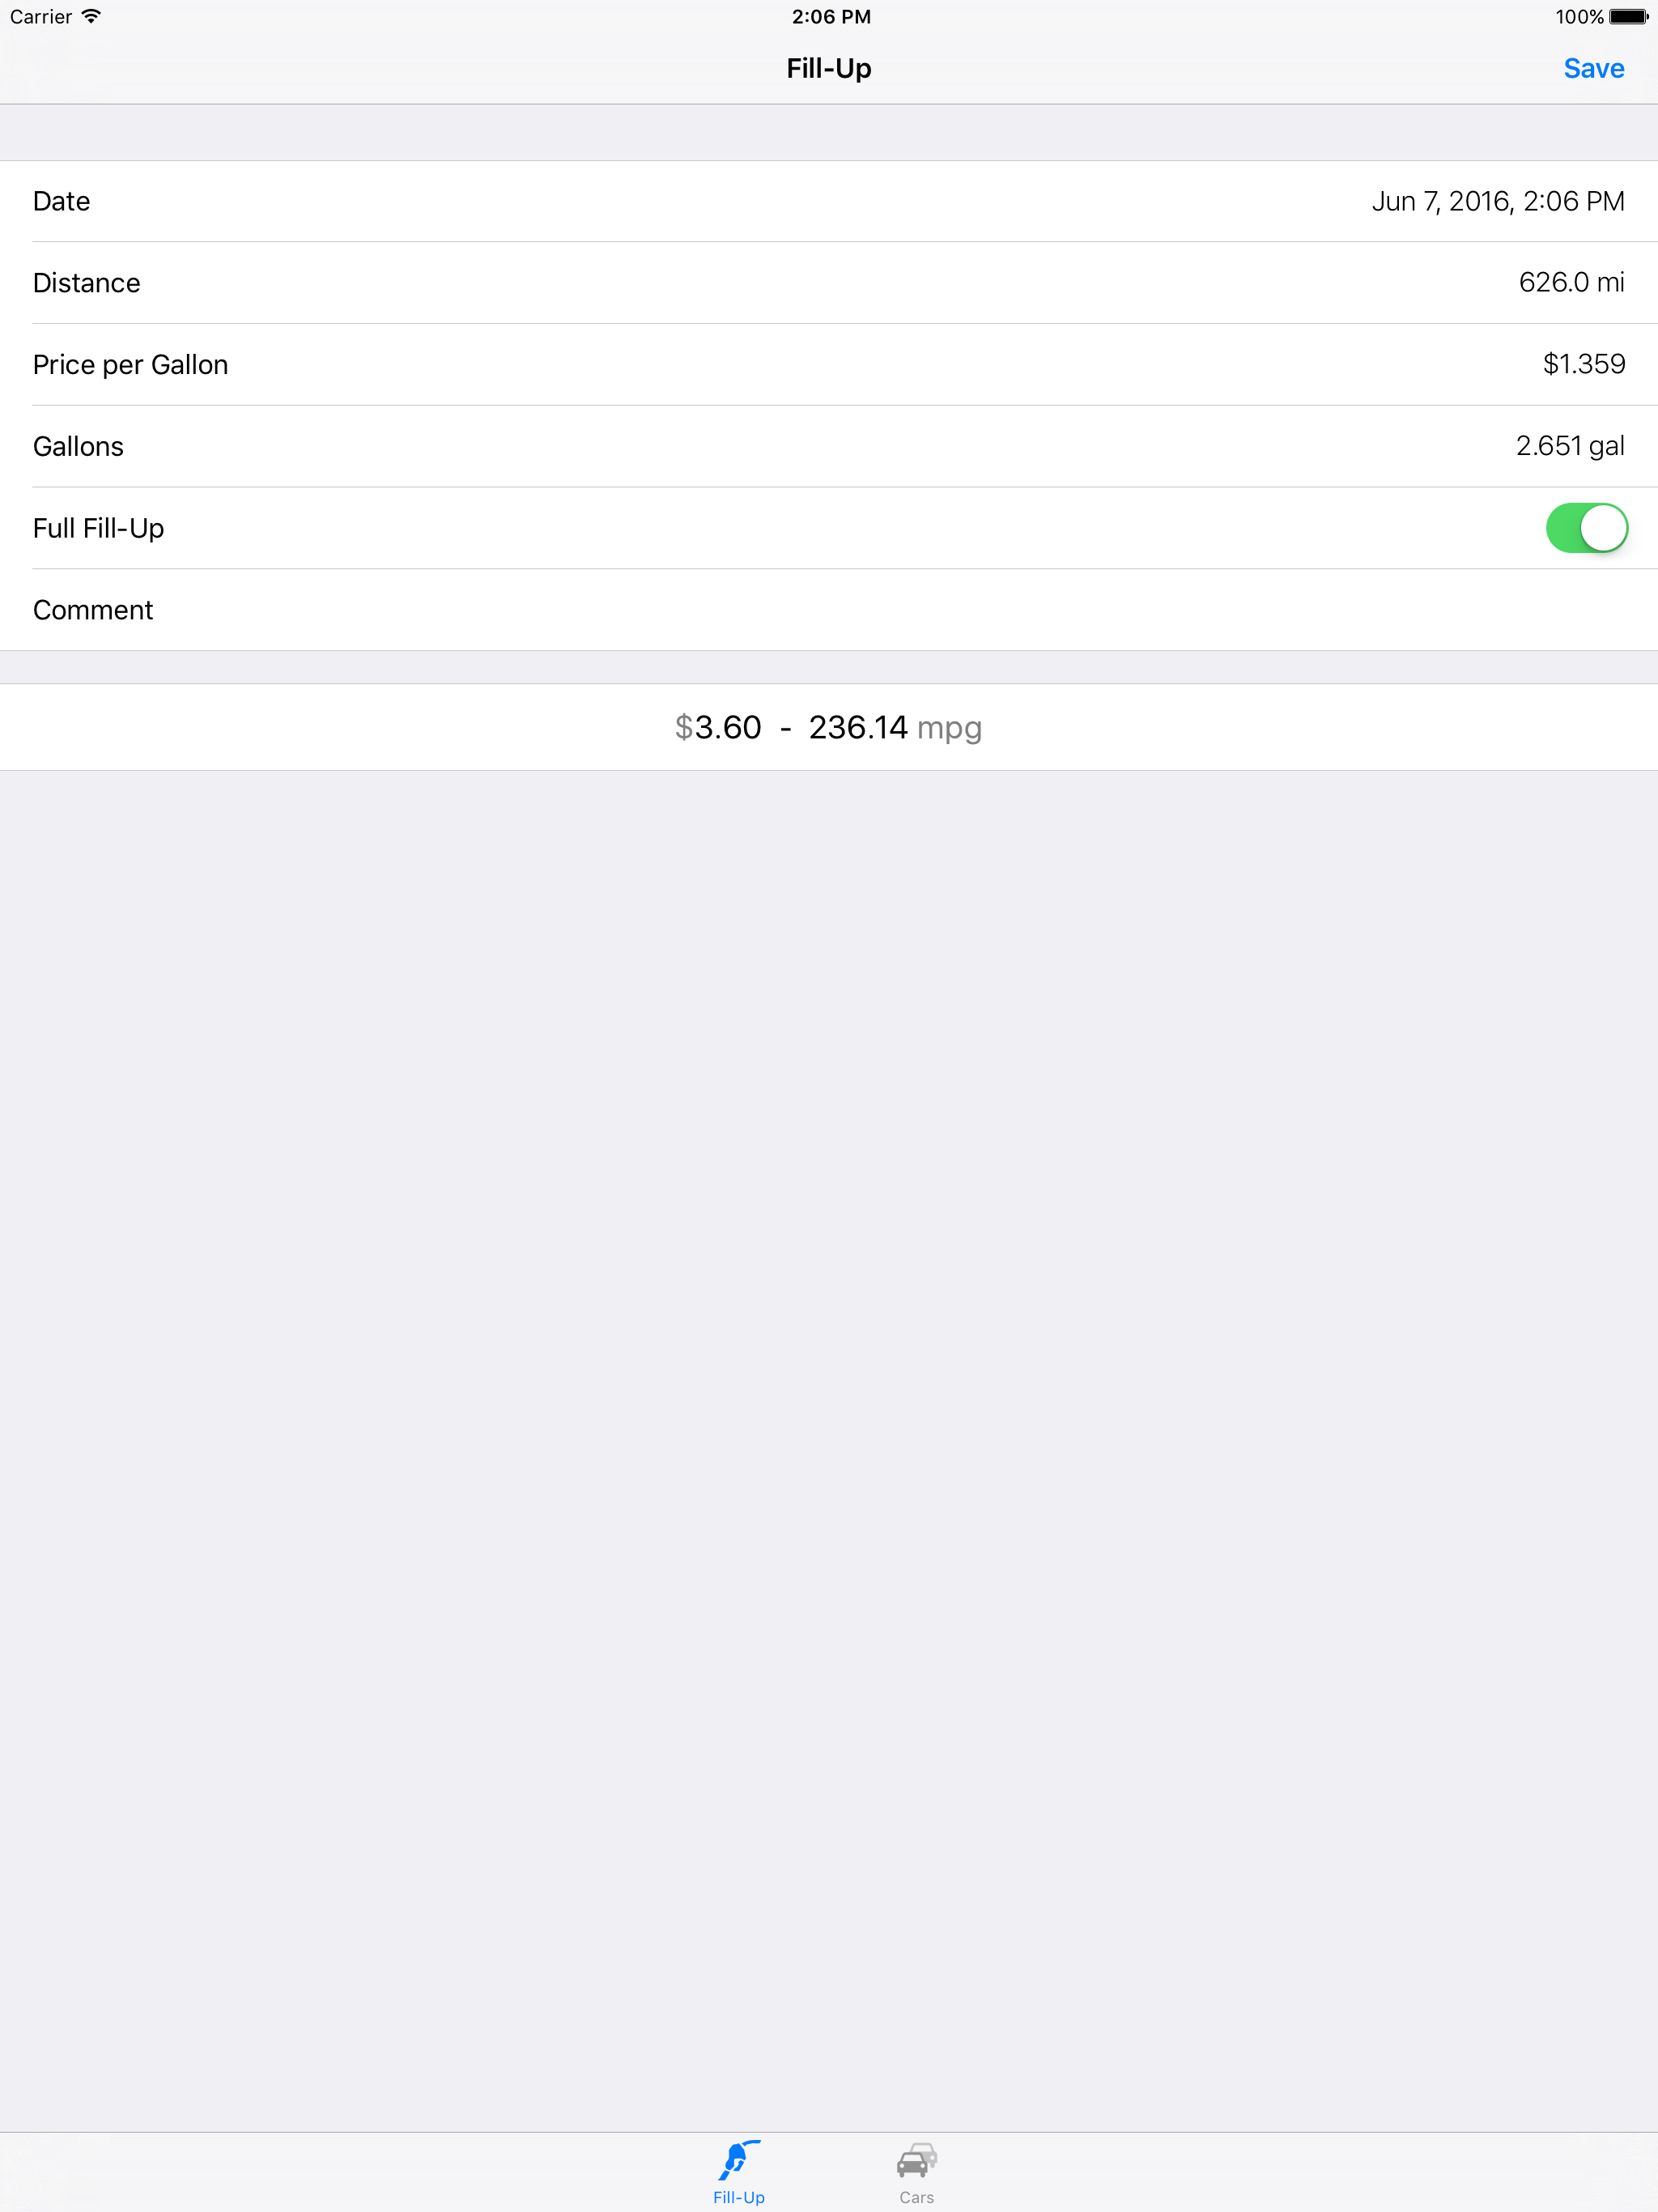 Carrier 2:06 PM 100%
Fill-Up Save
Date Jun 7, 2016, 2:06 PM
Distance 626.0 mi
Price per Gallon $1.359
Gallons 2.651 gal
Full Fill-Up
Comment
$3.60 - 236.14 mpg
Fill-Up Cars